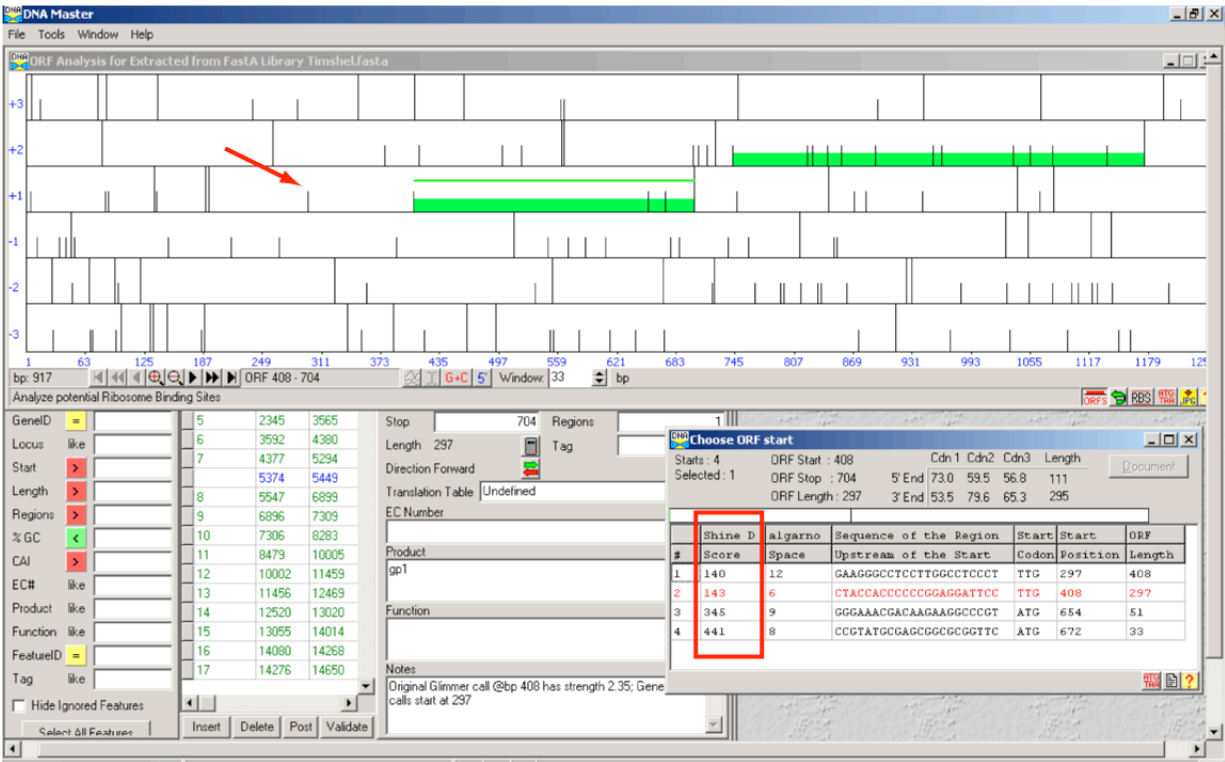 DNA Master
File Tools Window Help
ORF Analysis for Extracted from FastA Library Timshel.fasta
+3
+2
+1
-1
-2
-3
1 63 125 187 249 311 373 435 497 559 621 683 745 807 869 931 993 1055 1117 1179 125
bp: 917 ORF 408 - 704 G+C 5' Window: 33 bp
Analyze potential Ribosome Binding Sites ORFS RBS ATG TAA JPG
GeneID =
Locus like
Start >
Length >
Regions >
% GC <
CAI >
EC# like
Product like
Function like
FeatureID =
Tag like
Hide Ignored Features
Select All Features
5 2345 3565
6 3592 4380
7 4377 5294
5374 5449
8 5547 6899
9 6896 7309
10 7306 8283
11 8479 10005
12 10002 11459
13 11456 12469
14 12520 13020
15 13055 14014
16 14080 14268
17 14276 14650
Insert Delete Post Validate
Stop 704 Regions 1
Length 297 Tag
Direction Forward
Translation Table Undefined
EC Number
Product
gp1
Function
Notes
Original Glimmer call @bp 408 has strength 2.35; Gene
calls start at 297
DNA Choose ORF start
Starts : 4 ORF Start : 408 Cdn 1 Cdn2 Cdn3 Length Document
Selected : 1 ORF Stop : 704 5' End 73.0 59.5 56.8 111
ORF Length : 297 3' End 53.5 79.6 65.3 295
Shine D algarno Sequence of the Region Start Start ORF
# Score Space Upstream of the Start Codon Position Length
1 140 12 GAAGGGCCTCCTTGGCCTCCCT TTG 297 408
2 143 6 CTACCACCCCCCGGAGGATTCC TTG 408 297
3 345 9 GGGAAACGACAAGAAGGCCCGT ATG 654 51
4 441 8 CCGTATGCGAGCGGCGCGGTTC ATG 672 33
ATG TAA ?